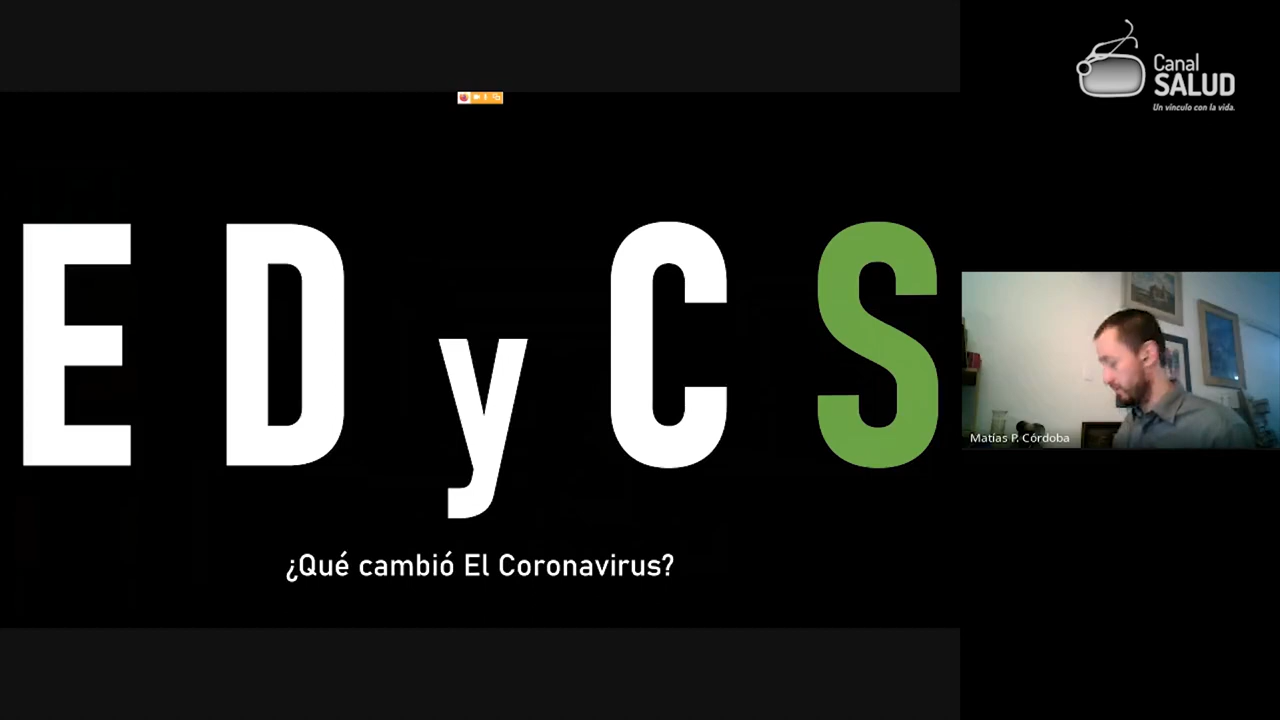 Canal
SALUD
Un vínculo con la vida.
E D y C S
¿Qué cambió El Coronavirus?
Matías P. Córdoba